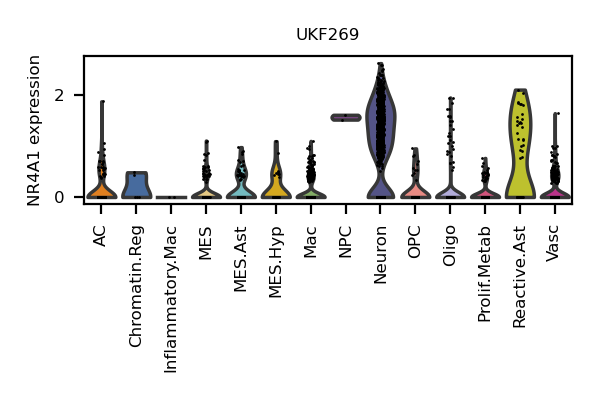 UKF269
NR4A1 expression
2
0
AC
Chromatin.Reg
Inflammatory.Mac
MES
MES.Ast
MES.Hyp
Mac
NPC
Neuron
OPC
Oligo
Prolif.Metab
Reactive.Ast
Vasc